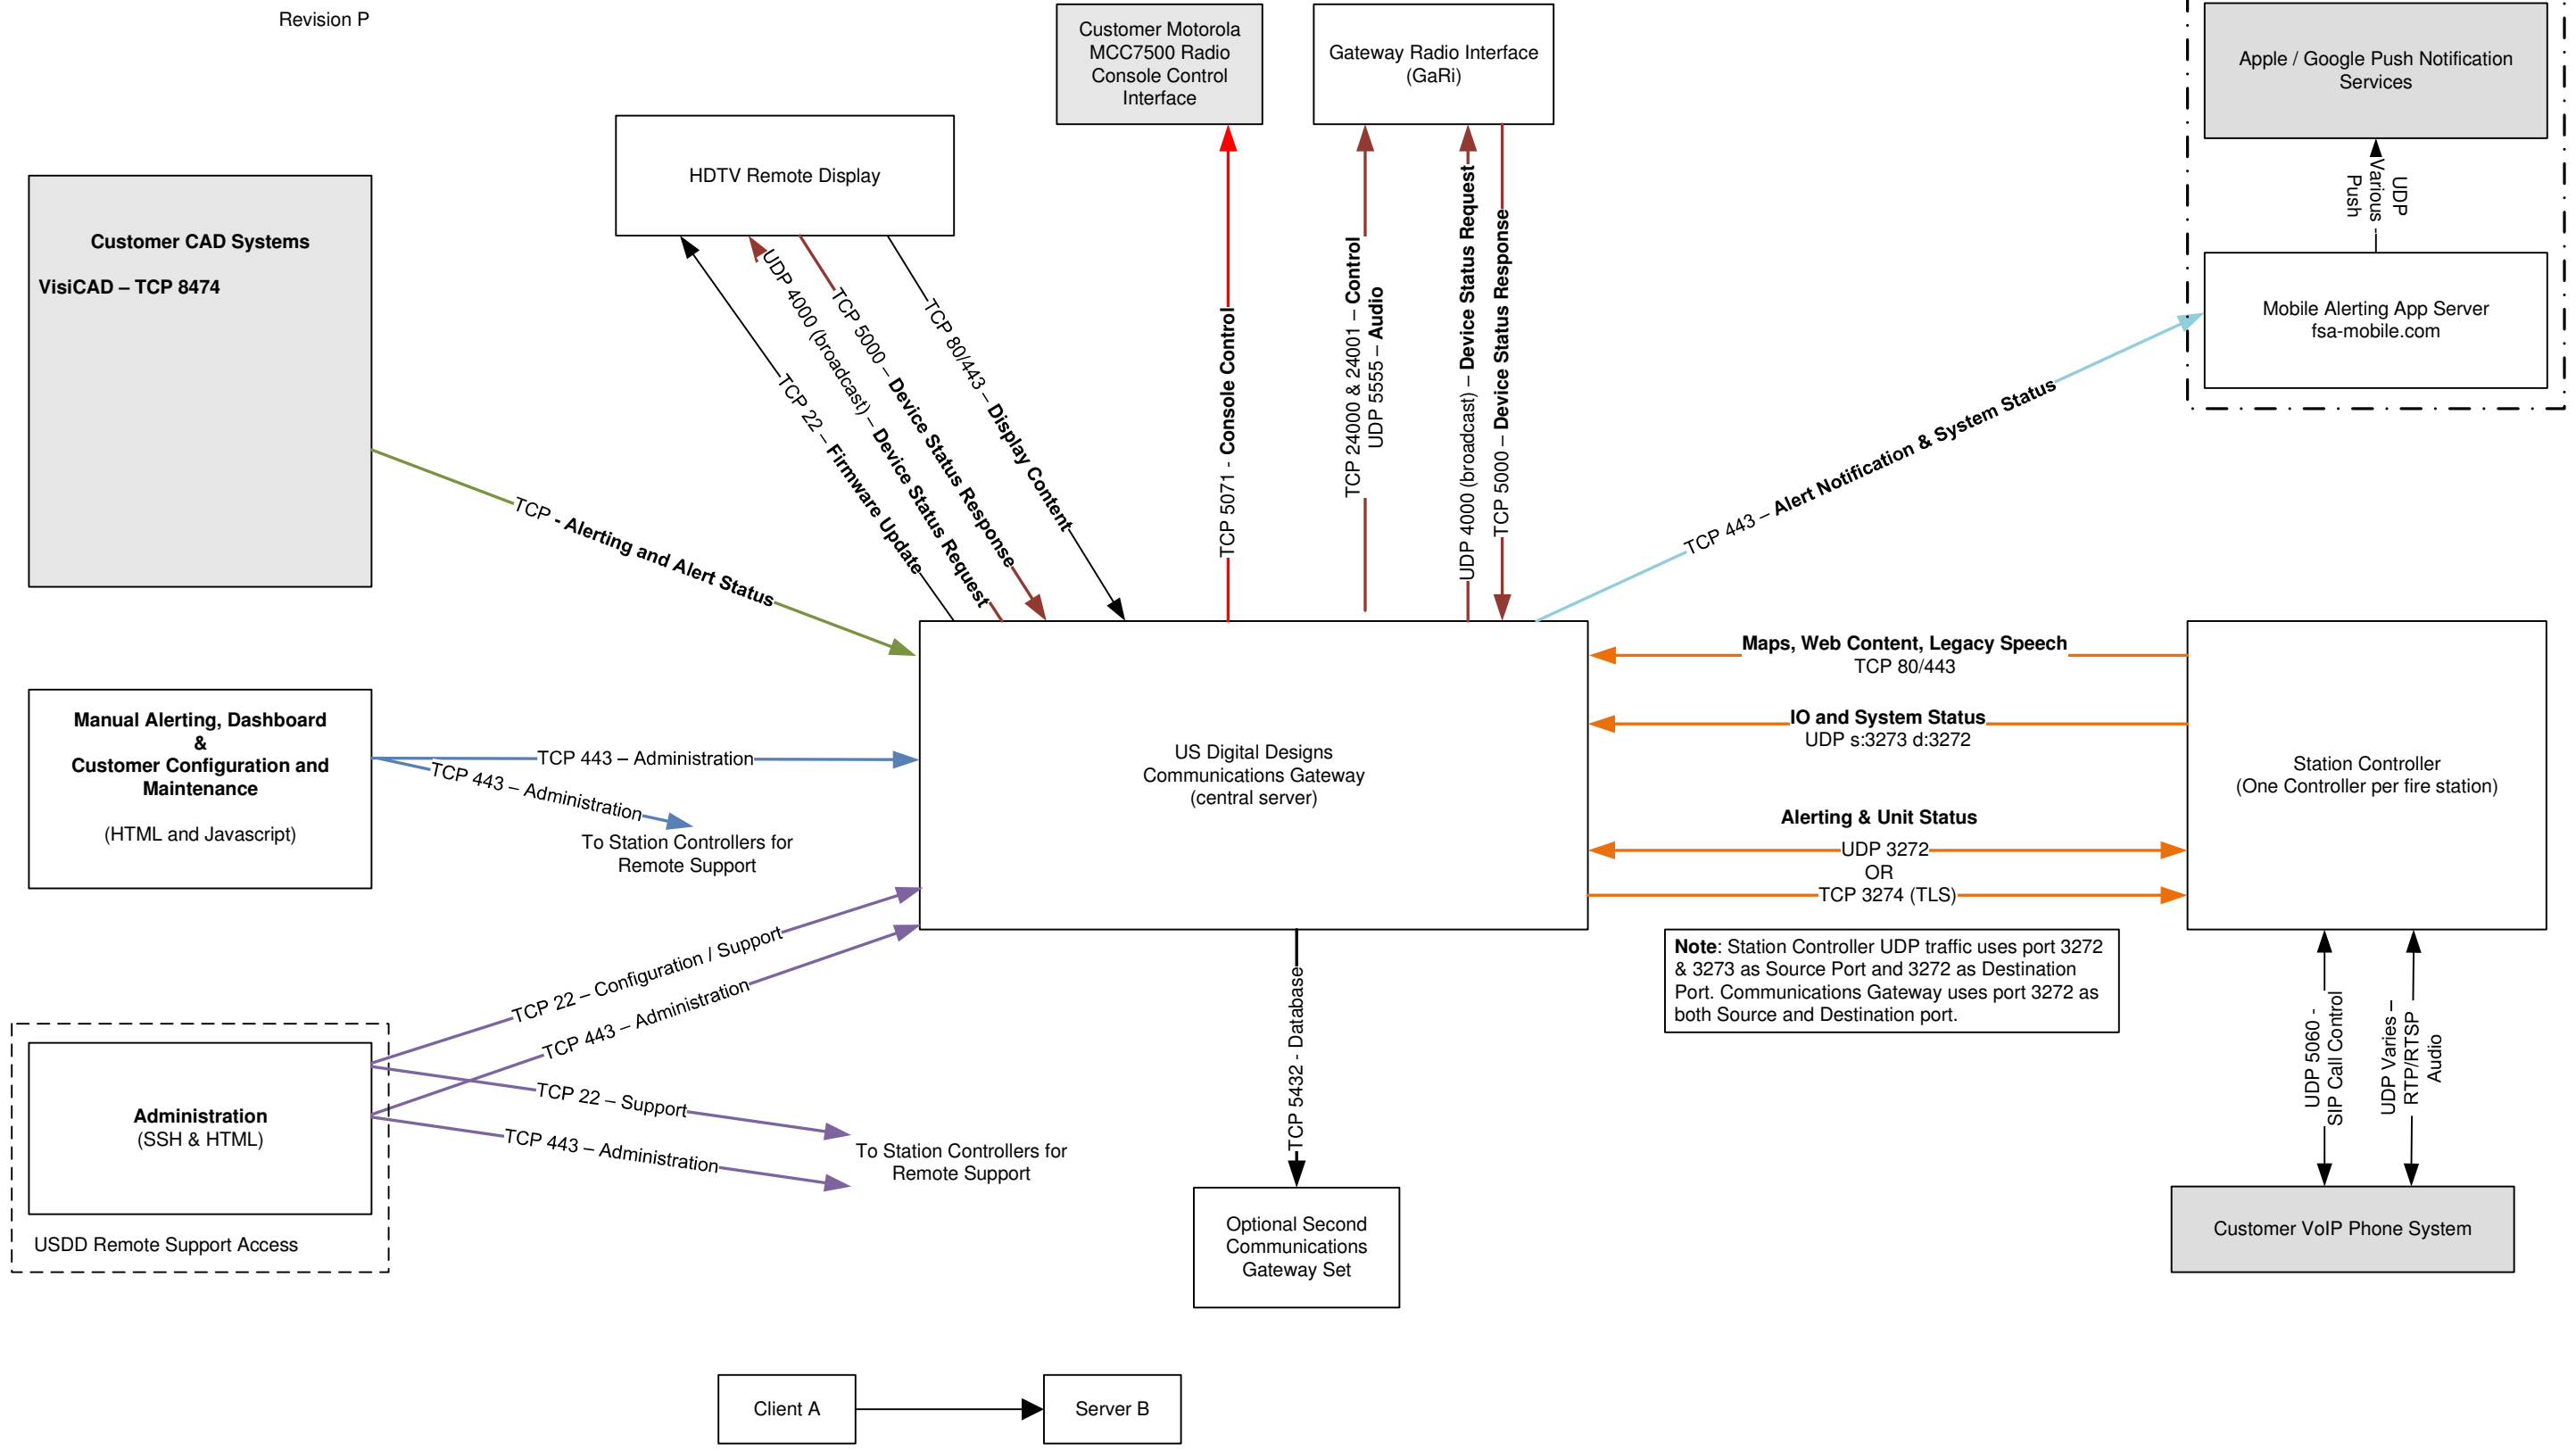 Revision P
Customer Motorola
MCC7500 Radio
Console Control
Interface
Gateway Radio Interface
(GaRi)
Apple / Google Push Notification
Services
HDTV Remote Display
UDP
Various -
Push
Customer CAD Systems
VisiCAD – TCP 8474
Mobile Alerting App Server
fsa-mobile.com
TCP 22 – Firmware Update
UDP 4000 (broadcast) – Device Status Request
TCP 5000 – Device Status Response
TCP 80/443 – Display Content
TCP 5071 - Console Control
TCP 24000 & 24001 – Control
UDP 5555 – Audio
UDP 4000 (broadcast) – Device Status Request
TCP 5000 – Device Status Response
TCP 443 – Alert Notification & System Status
TCP - Alerting and Alert Status
Maps, Web Content, Legacy Speech
TCP 80/443
IO and System Status
UDP s:3273 d:3272
Manual Alerting, Dashboard
&
Customer Configuration and
Maintenance
(HTML and Javascript)
TCP 443 – Administration
TCP 443 – Administration
To Station Controllers for
Remote Support
US Digital Designs
Communications Gateway
(central server)
Station Controller
(One Controller per fire station)
Alerting & Unit Status
UDP 3272
OR
TCP 3274 (TLS)
Note: Station Controller UDP traffic uses port 3272
& 3273 as Source Port and 3272 as Destination
Port. Communications Gateway uses port 3272 as
both Source and Destination port.
TCP 22 – Configuration / Support
TCP 443 – Administration
TCP 22 – Support
TCP 443 – Administration
To Station Controllers for
Remote Support
Administration
(SSH & HTML)
USDD Remote Support Access
TCP 5432 - Database
UDP 5060 -
SIP Call Control
UDP Varies –
RTP/RTSP
Audio
Optional Second
Communications
Gateway Set
Customer VoIP Phone System
Client A
Server B